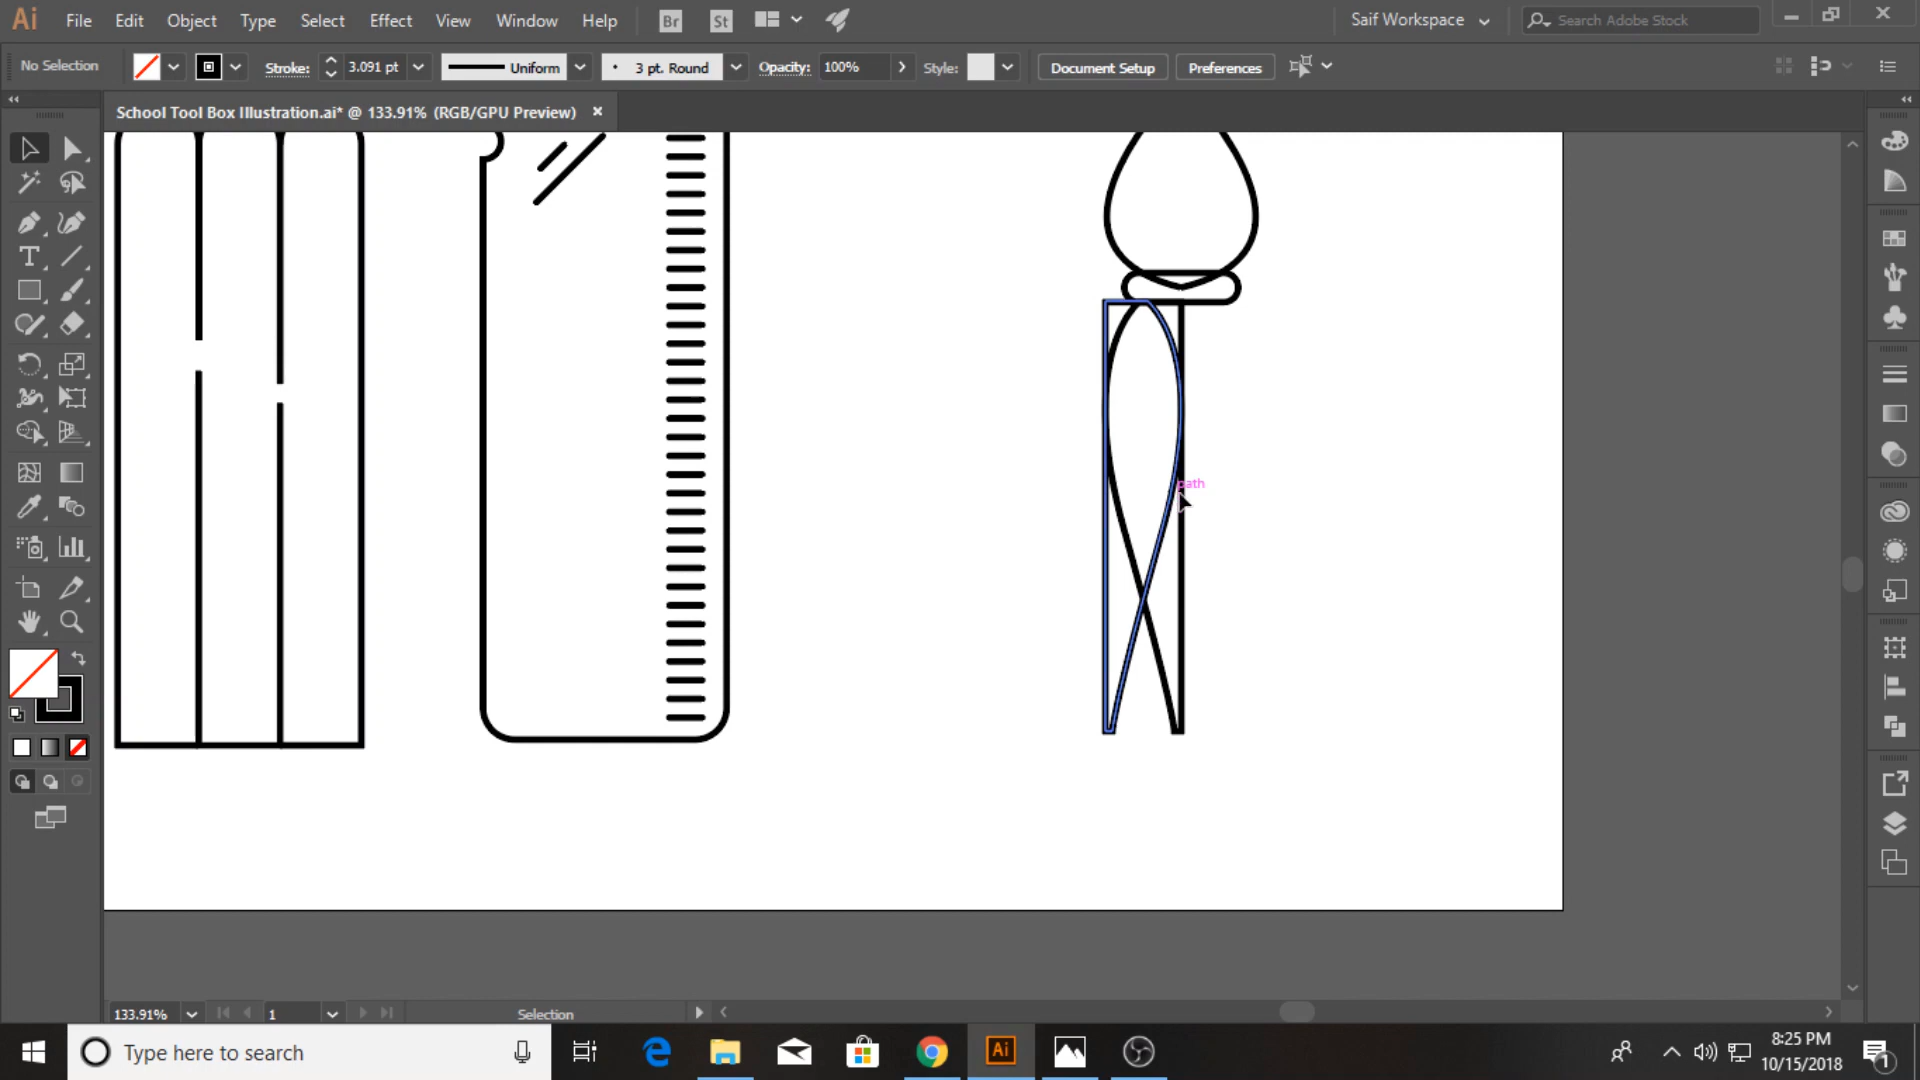 Ai File Edit Object Type Select Effect View Window Help Br St Saif Workspace Search Adobe Stock
No Selection Stroke: 3.091 pt Uniform 3 pt. Round Opacity: 100% Style: Document Setup Preferences
School Tool Box Illustration.ai* @ 133.91% (RGB/GPU Preview)
path
T
133.91% 1 Selection
Type here to search Ai 8:25 PM
10/15/2018 1